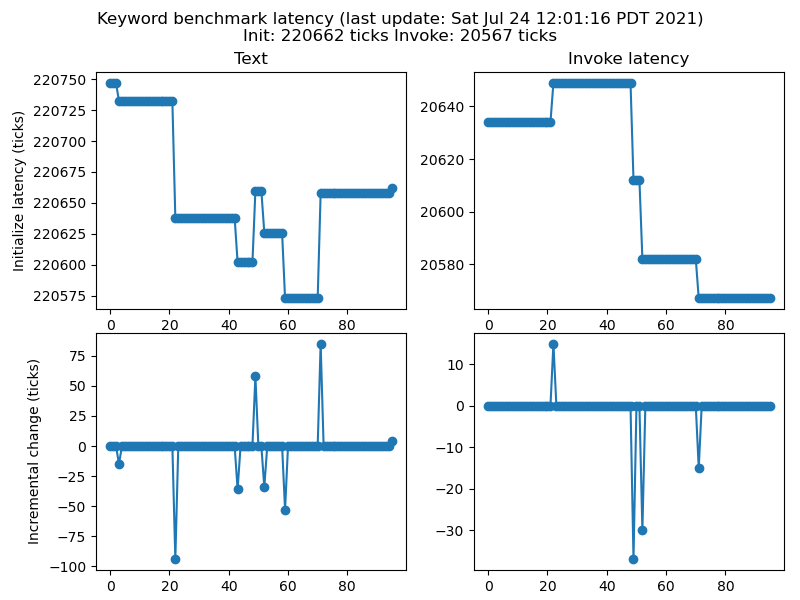 Keyword benchmark latency (last update: Sat Jul 24 12:01:16 PDT 2021)
Init: 220662 ticks Invoke: 20567 ticks
Text
Initialize latency (ticks)
220750
220725
220700
220675
220650
220625
220600
220575
0 20 40 60 80
Invoke latency
20640
20620
20600
20580
0 20 40 60 80
Incremental change (ticks)
75
50
25
0
−25
−50
−75
−100
0 20 40 60 80
10
0
−10
−20
−30
0 20 40 60 80